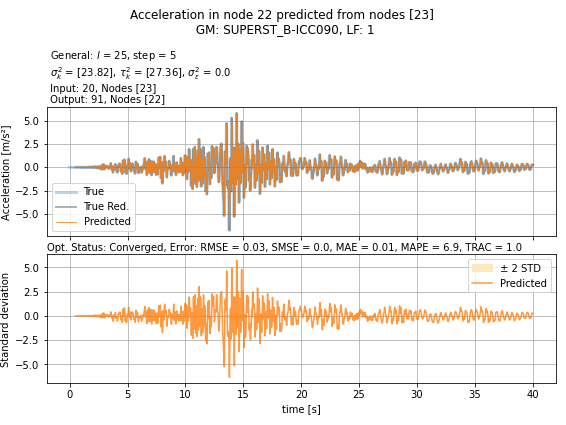 Acceleration in node 22 predicted from nodes [23]
GM: SUPERST_B-ICC090, LF: 1
General: l = 25, step = 5
σ²ₖ = [23.82], τ²ₖ = [27.36], σ²ε = 0.0
Input: 20, Nodes [23]
Output: 91, Nodes [22]
Acceleration [m/s²]
5.0
2.5
0.0
−2.5
−5.0
True
True Red.
Predicted
Opt. Status: Converged, Error: RMSE = 0.03, SMSE = 0.0, MAE = 0.01, MAPE = 6.9, TRAC = 1.0
Standard deviation
5.0
2.5
0.0
−2.5
−5.0
± 2 STD
Predicted
0 5 10 15 20 25 30 35 40
time [s]